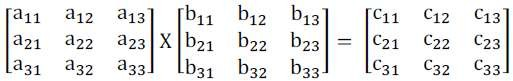 [a₁₁ a₁₂ a₁₃] [b₁₁ b₁₂ b₁₃] [c₁₁ c₁₂ c₁₃]
[a₂₁ a₂₂ a₂₃] X [b₂₁ b₂₂ b₂₃] = [c₂₁ c₂₂ c₂₃]
[a₃₁ a₃₂ a₃₃] [b₃₁ b₃₂ b₃₃] [c₃₁ c₃₂ c₃₃]